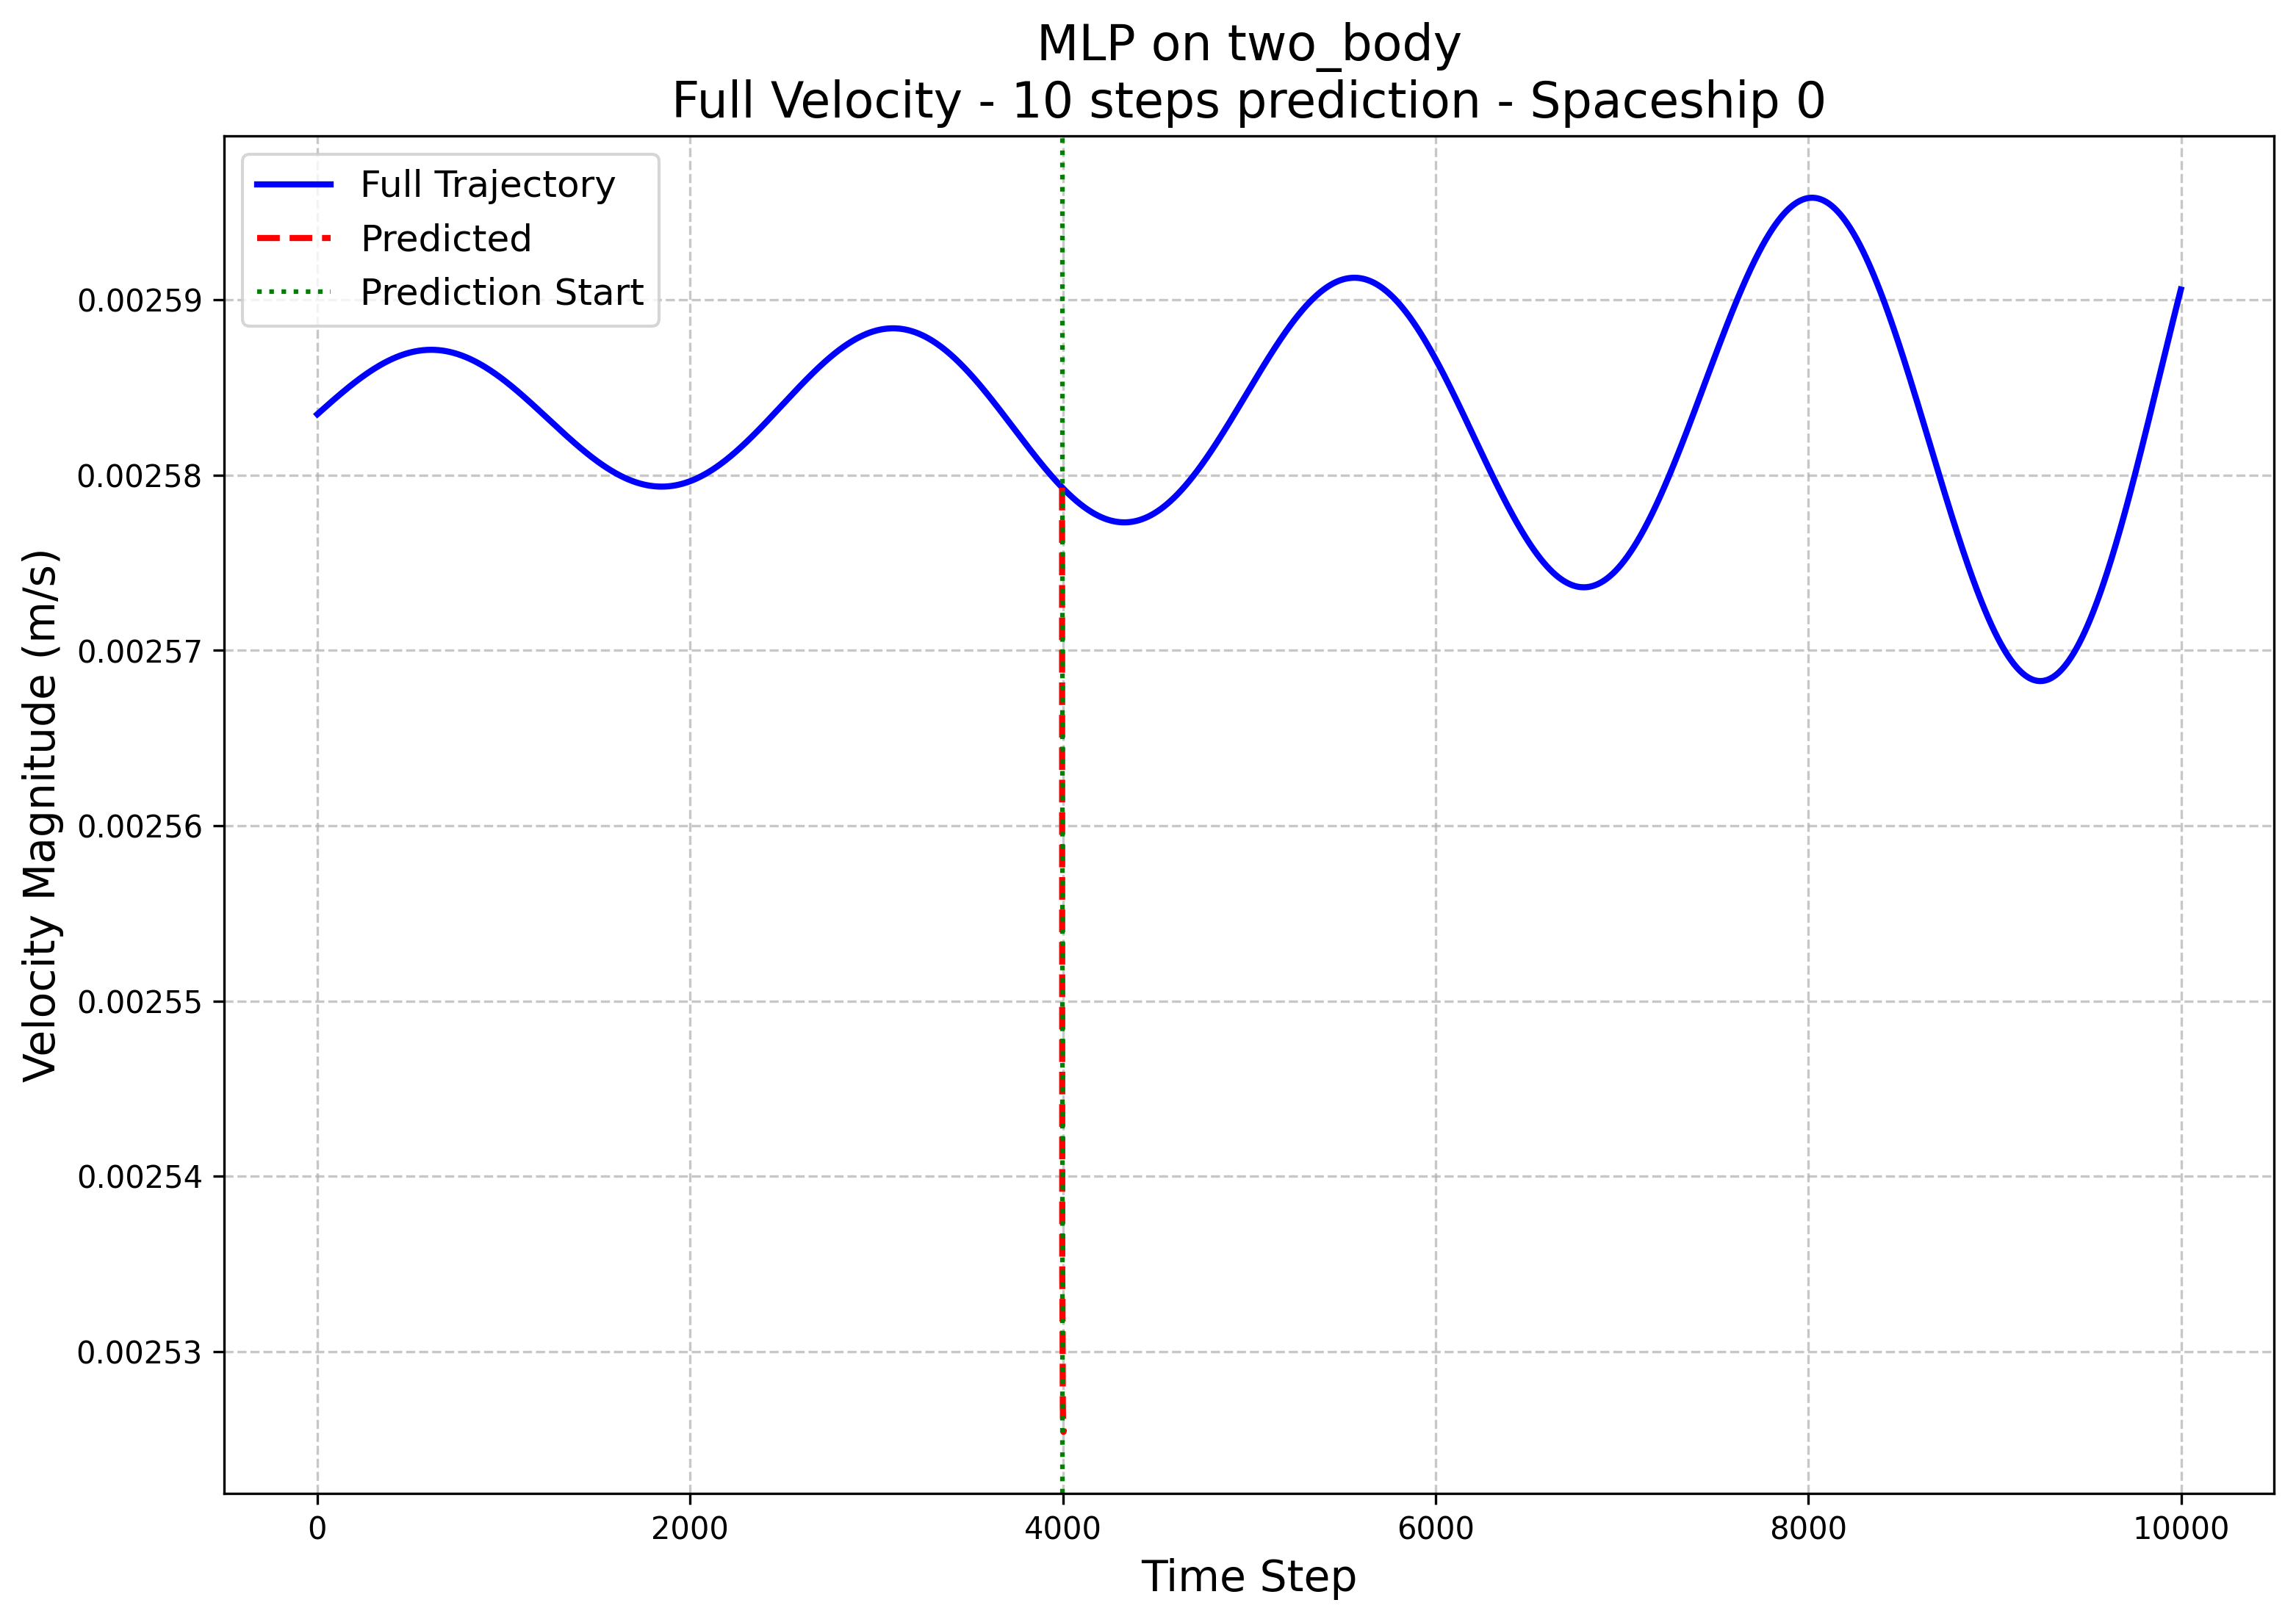 MLP on two_body
Full Velocity - 10 steps prediction - Spaceship 0
Full Trajectory
Predicted
Prediction Start
Velocity Magnitude (m/s)
0.00259
0.00258
0.00257
0.00256
0.00255
0.00254
0.00253
0 2000 4000 6000 8000 10000
Time Step